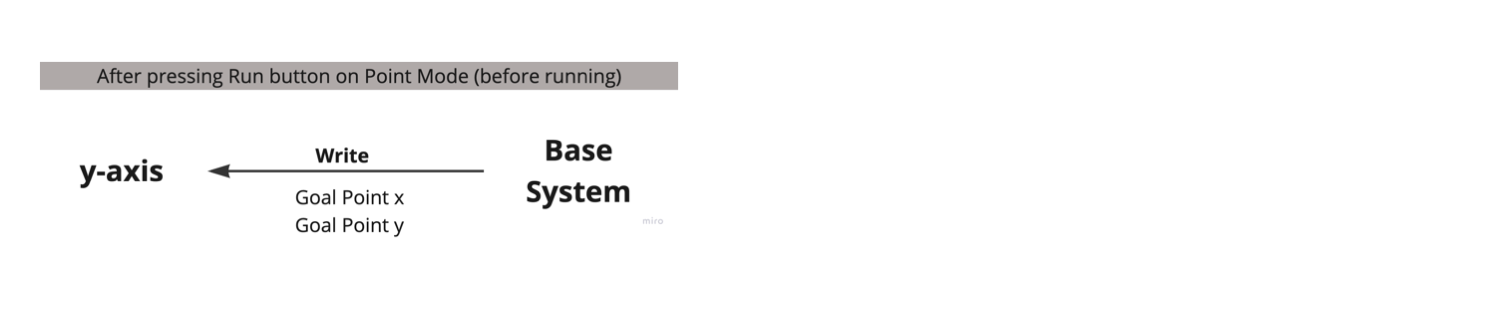 After pressing Run button on Point Mode (before running)
y-axis
Write
Goal Point x
Goal Point y
Base
System
miro